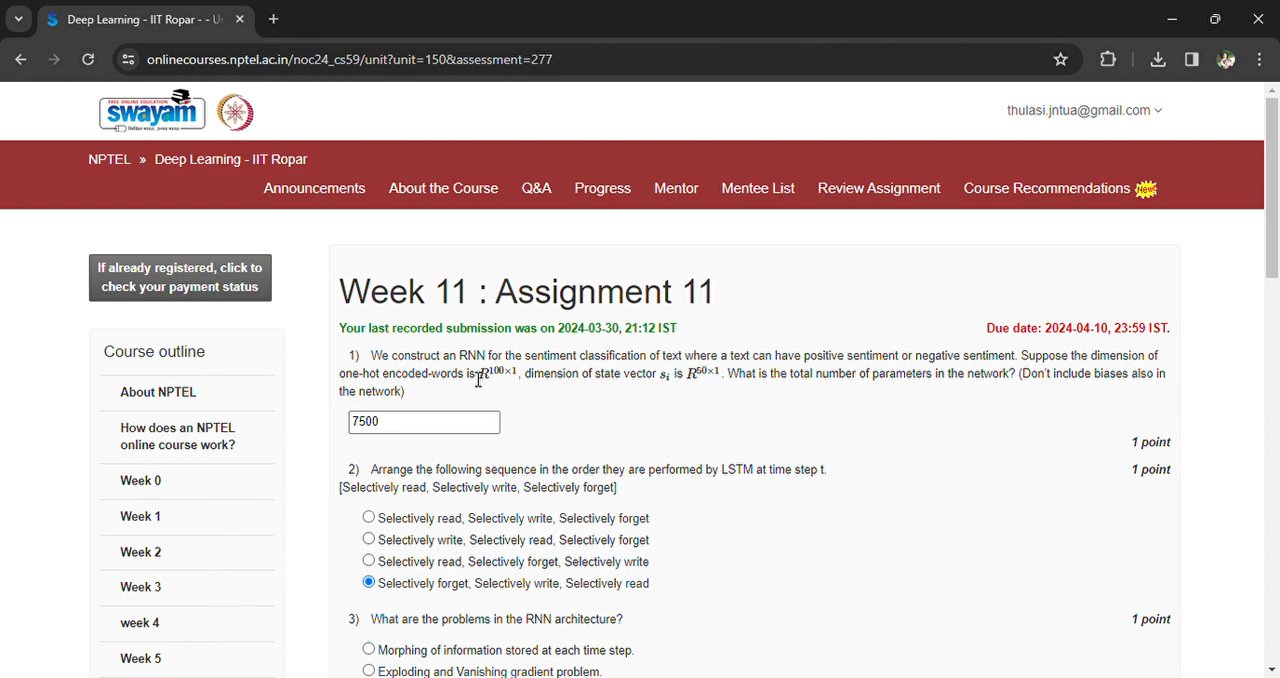 Deep Learning - IIT Ropar - - U
onlinecourses.nptel.ac.in/noc24_cs59/unit?unit=150&assessment=277
FREE ONLINE EDUCATION
swayam
thulasi.jntua@gmail.com
NPTEL » Deep Learning - IIT Ropar
Announcements About the Course Q&A Progress Mentor Mentee List Review Assignment Course Recommendations New!
If already registered, click to
check your payment status
Course outline
About NPTEL
How does an NPTEL
online course work?
Week 0
Week 1
Week 2
Week 3
week 4
Week 5
Week 11 : Assignment 11
Your last recorded submission was on 2024-03-30, 21:12 IST Due date: 2024-04-10, 23:59 IST.
1) We construct an RNN for the sentiment classification of text where a text can have positive sentiment or negative sentiment. Suppose the dimension of
one-hot encoded-words is R^100×1, dimension of state vector s_i is R^50×1. What is the total number of parameters in the network? (Don't include biases also in
the network)
7500
1 point
2) Arrange the following sequence in the order they are performed by LSTM at time step t. 1 point
[Selectively read, Selectively write, Selectively forget]
Selectively read, Selectively write, Selectively forget
Selectively write, Selectively read, Selectively forget
Selectively read, Selectively forget, Selectively write
Selectively forget, Selectively write, Selectively read
3) What are the problems in the RNN architecture? 1 point
Morphing of information stored at each time step.
Exploding and Vanishing gradient problem.